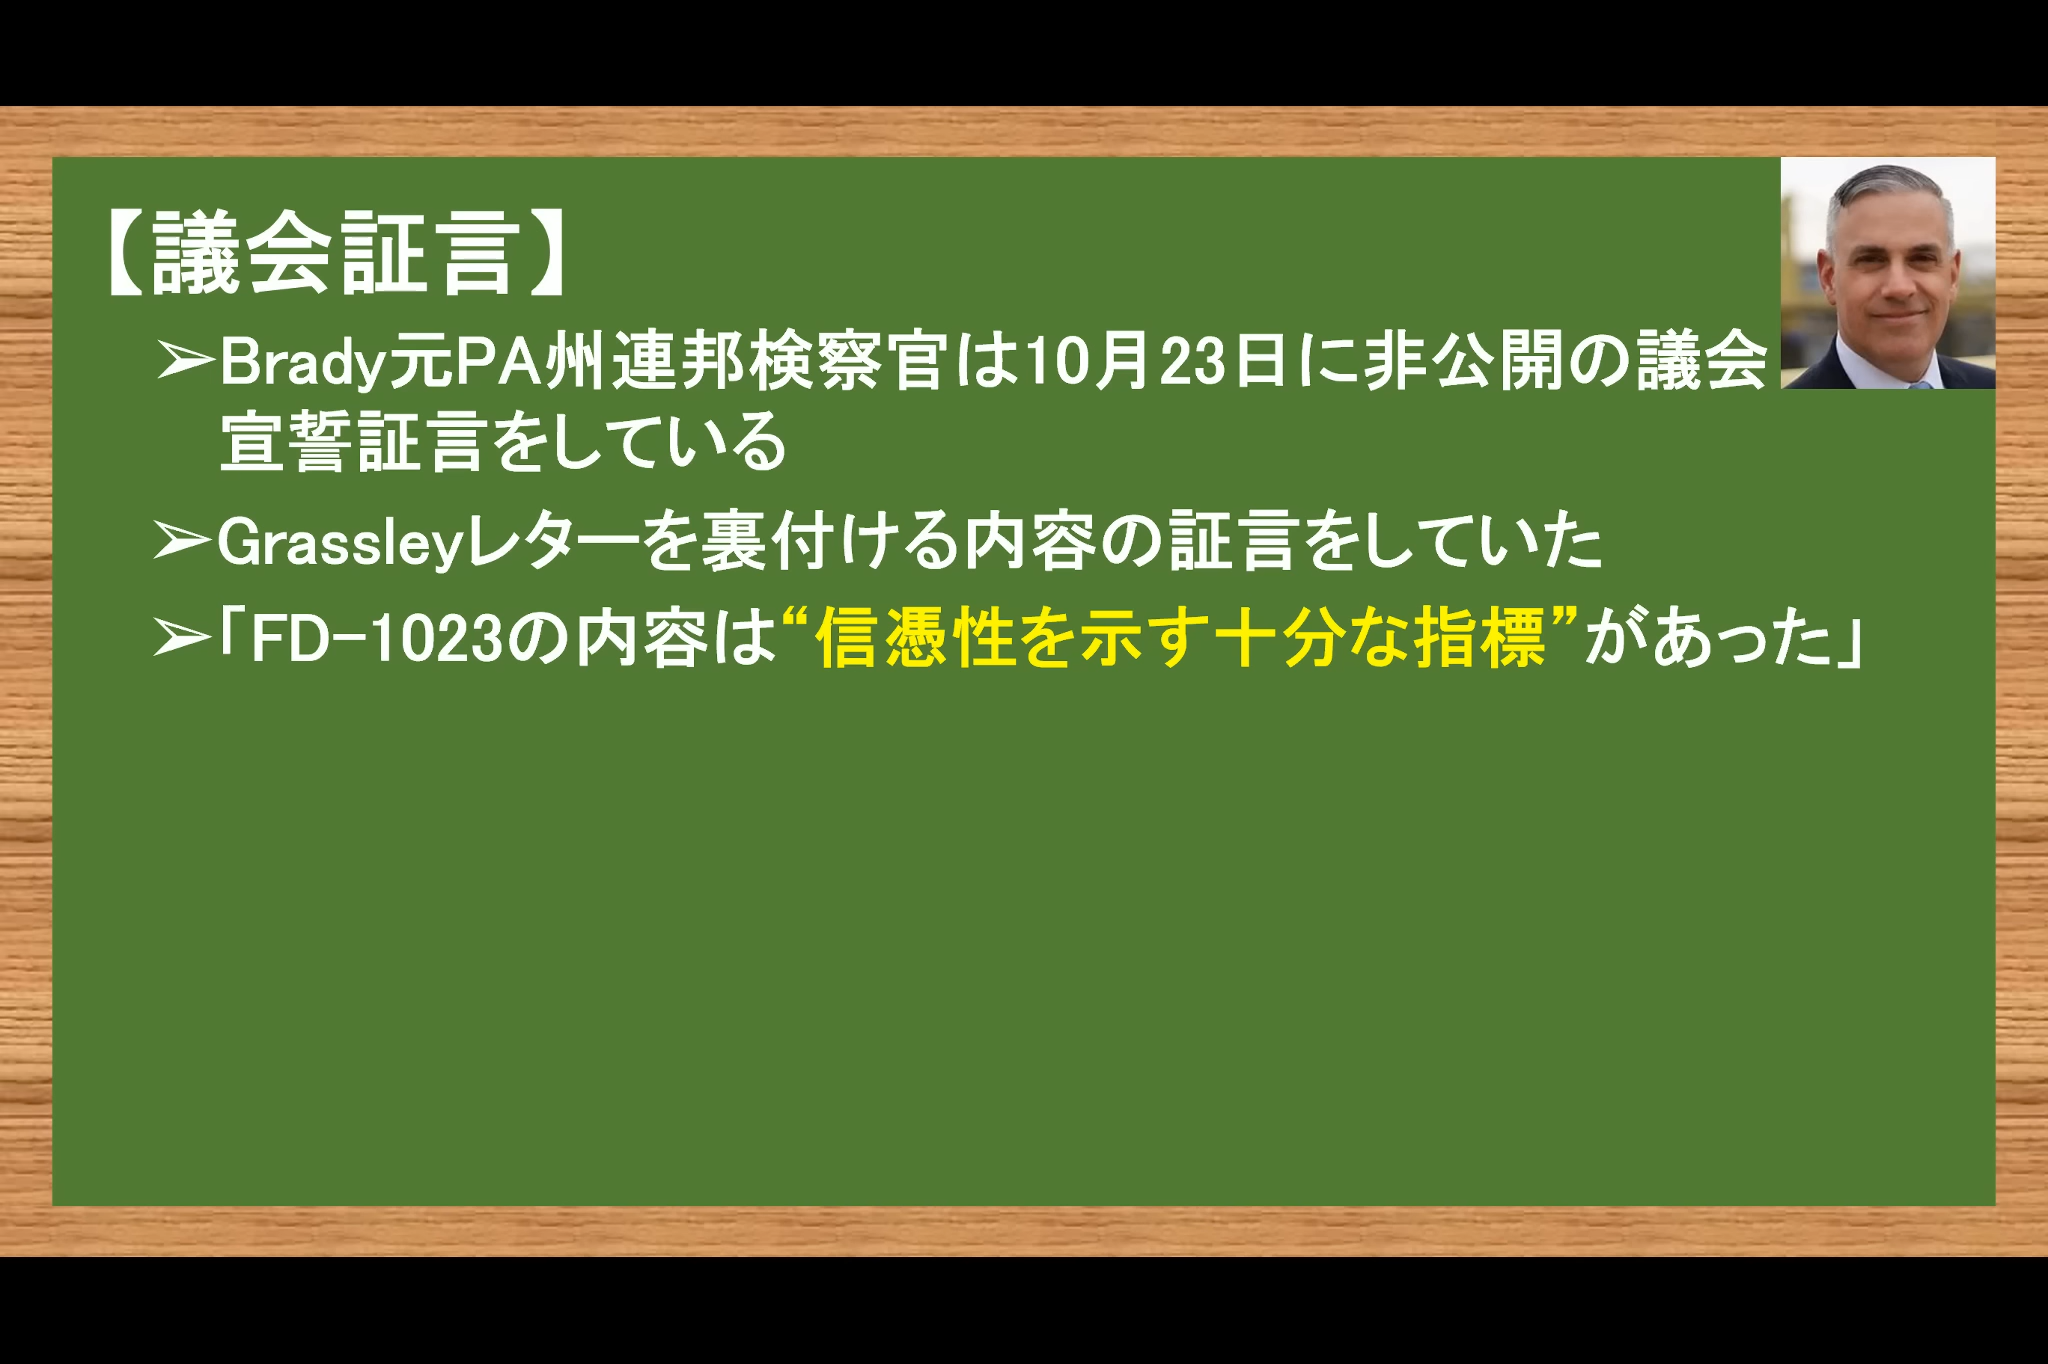 【議会証言】
➢Brady元PA州連邦検察官は10月23日に非公開の議会
宣誓証言をしている
➢Grassleyレターを裏付ける内容の証言をしていた
➢「FD-1023の内容は“信憑性を示す十分な指標”があった」